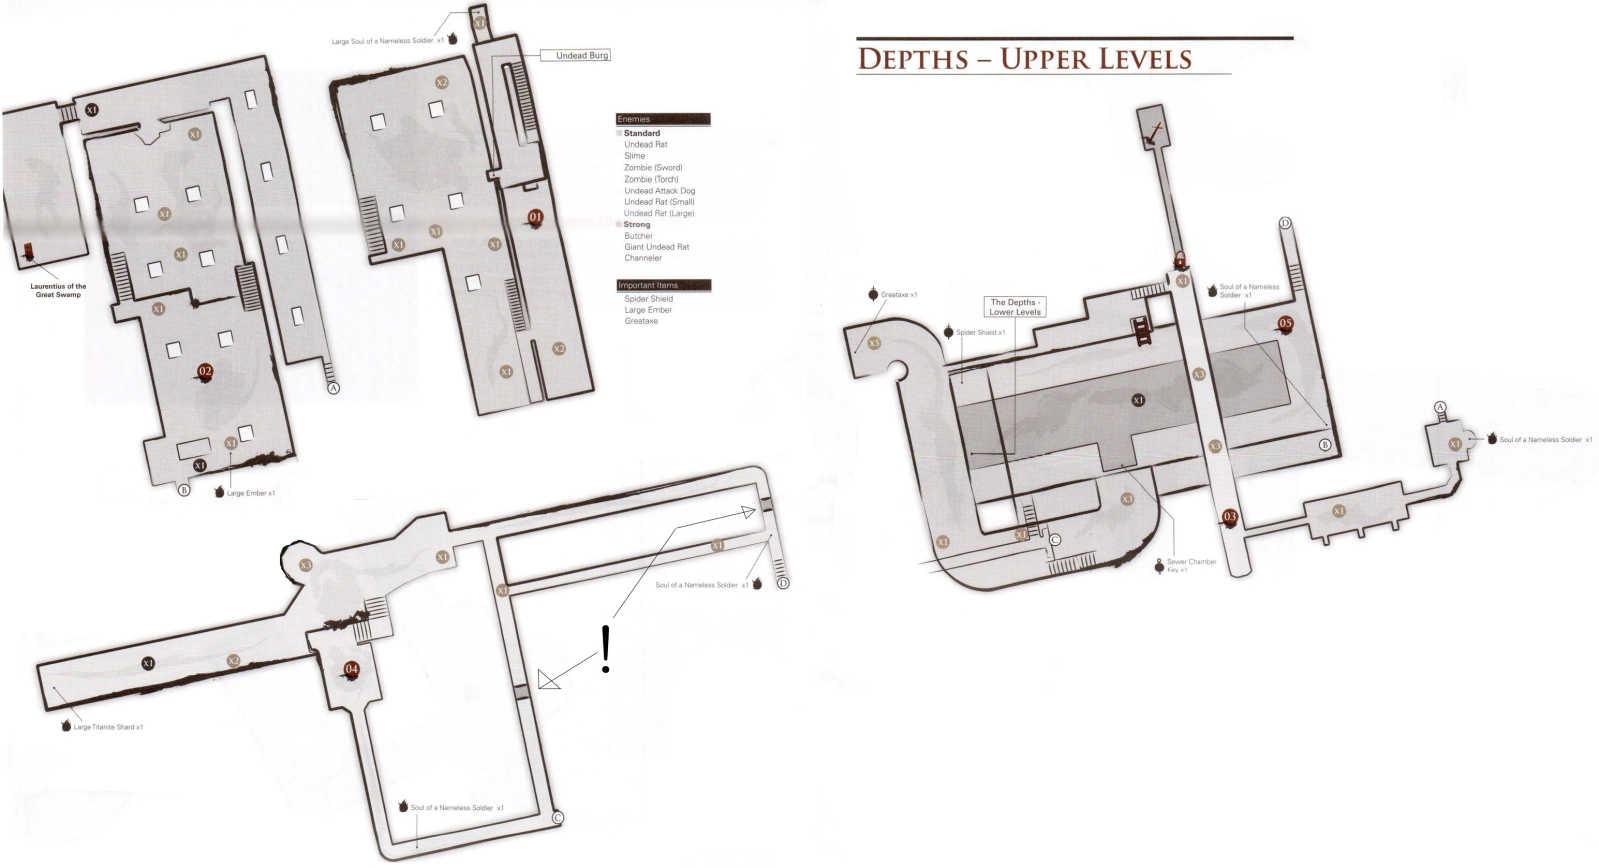 DEPTHS – UPPER LEVELS
Large Soul of a Nameless Soldier x1
x1
Undead Burg
x1
x1
x2
x1
x1
x1
x1
x1
x1
01
x1
02
x1
x2
x1
x1
A
B
Large Ember x1
Laurentius of the
Great Swamp
Enemies
Standard
Undead Rat
Slime
Zombie (Sword)
Zombie (Torch)
Undead Attack Dog
Undead Rat (Small)
Undead Rat (Large)
Strong
Butcher
Giant Undead Rat
Channeler
Important Items
Spider Shield
Large Ember
Greataxe
x3
x1
x1
x1
Soul of a Nameless Soldier x1
D
!
04
x1
x2
Large Titanite Shard x1
Soul of a Nameless Soldier x1
C
D
x1
Soul of a Nameless
Soldier x1
Greataxe x1
The Depths -
Lower Levels
Spider Shield x1
x5
05
x3
x1
A
x3
B
x1
Soul of a Nameless Soldier x1
x3
03
x1
x1
x1
C
Sewer Chamber
Key x1